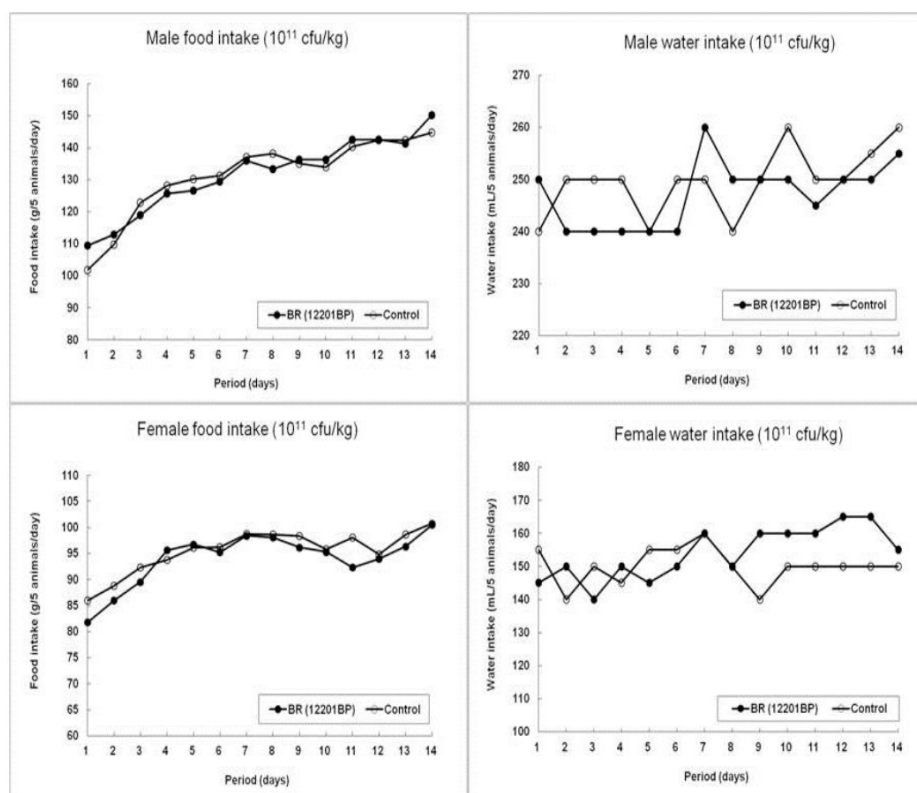 Male food intake (10¹¹ cfu/kg)
Food intake (g/5 animals/day)
160
150
140
130
120
110
100
90
80
BR (12201BP) Control
1 2 3 4 5 6 7 8 9 10 11 12 13 14
Period (days)
Male water intake (10¹¹ cfu/kg)
Water intake (mL/5 animals/day)
270
260
250
240
230
220
BR (12201BP) Control
1 2 3 4 5 6 7 8 9 10 11 12 13 14
Period (days)
Female food intake (10¹¹ cfu/kg)
Food intake (g/5 animals/day)
110
105
100
95
90
85
80
75
70
65
60
BR (12201BP) Control
1 2 3 4 5 6 7 8 9 10 11 12 13 14
Period (days)
Female water intake (10¹¹ cfu/kg)
Water intake (mL/5 animals/day)
180
170
160
150
140
130
120
110
100
BR (12201BP) Control
1 2 3 4 5 6 7 8 9 10 11 12 13 14
Period (days)